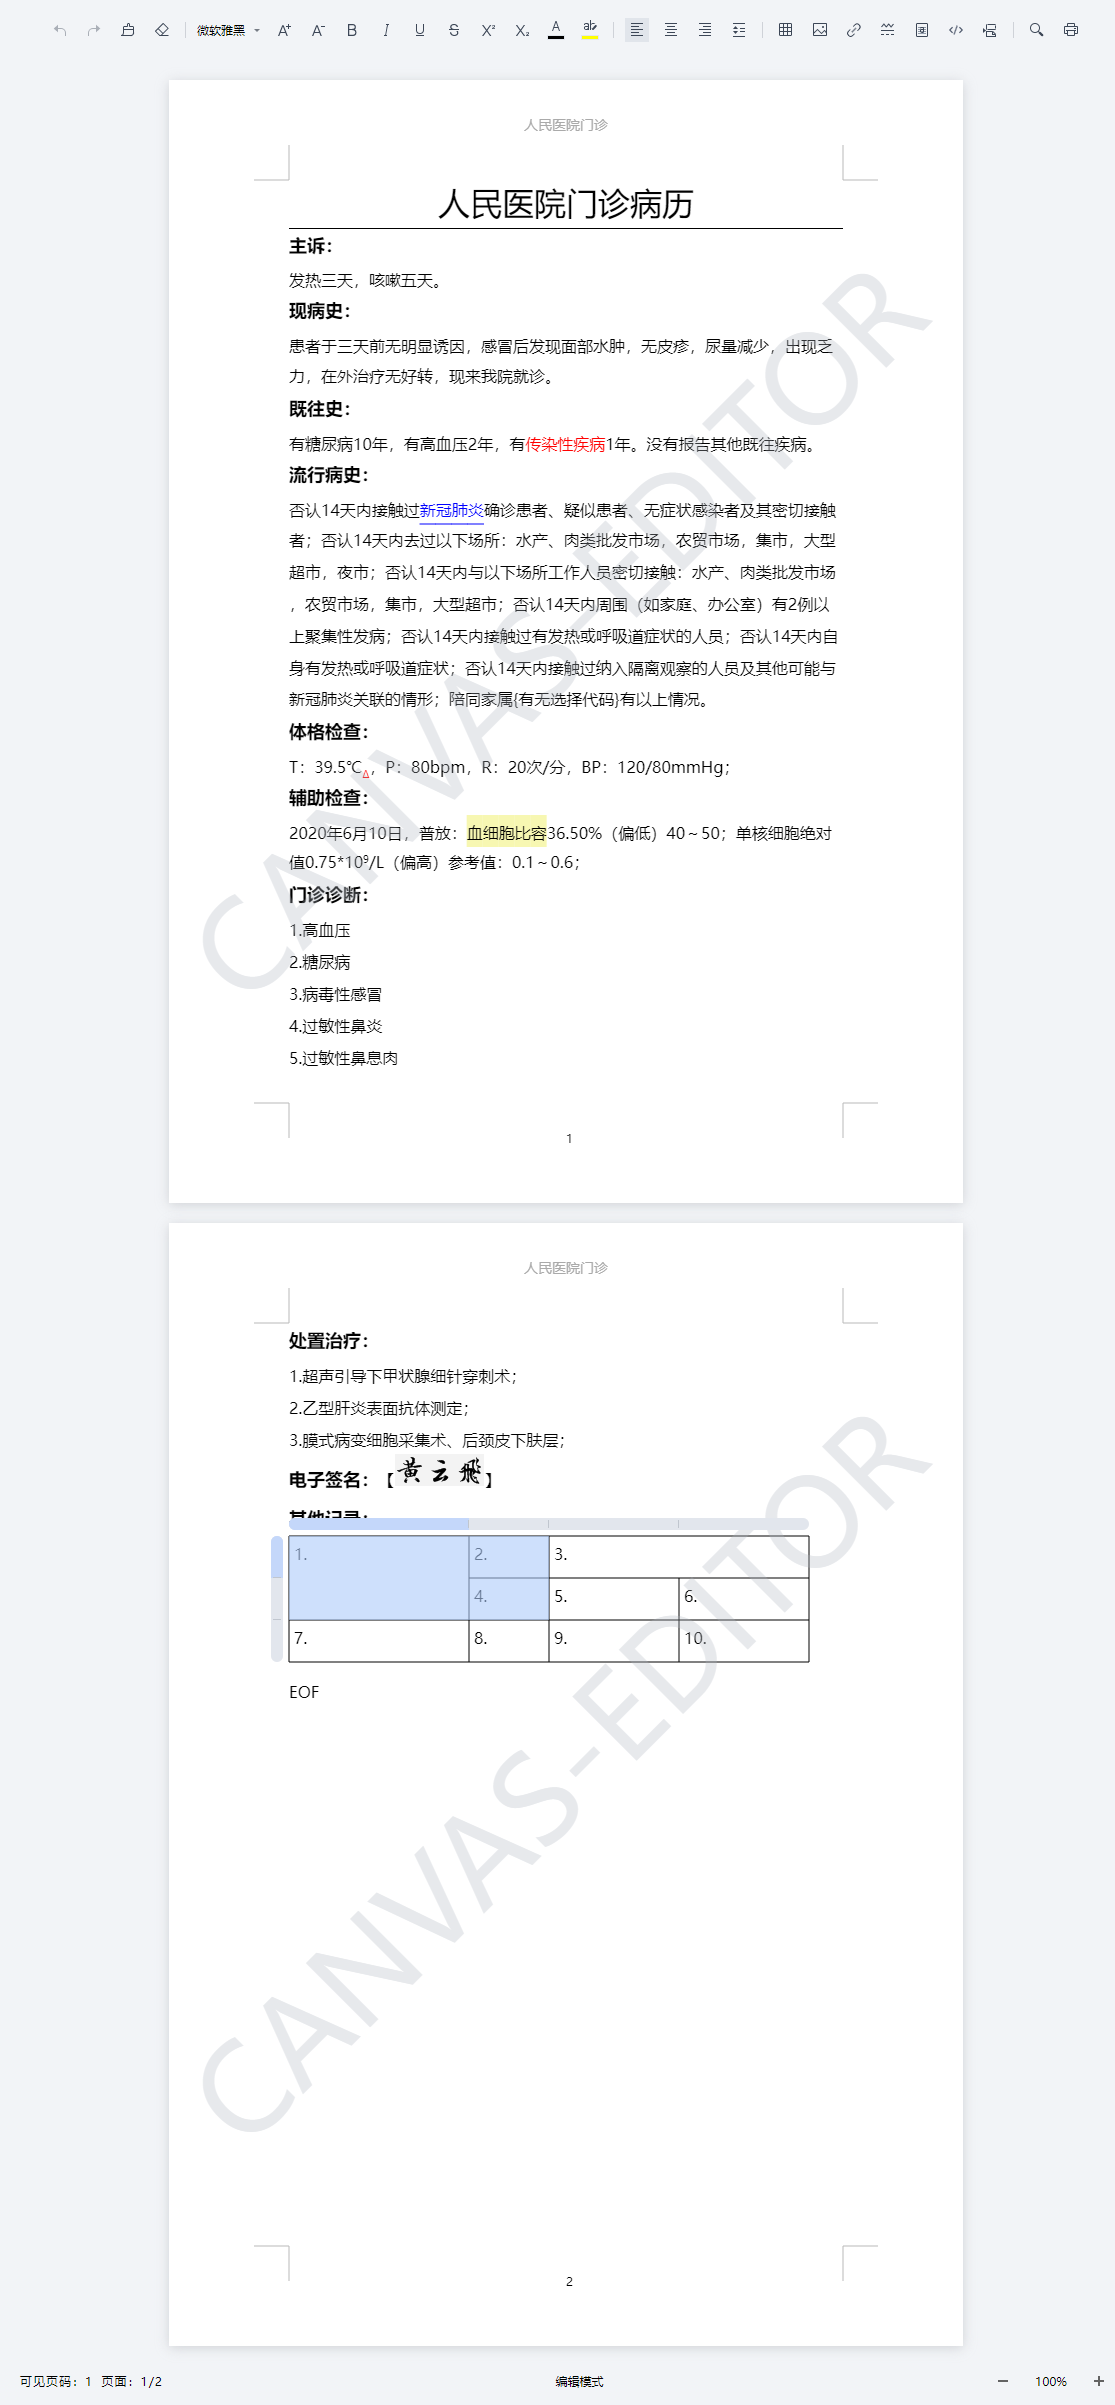 微软雅黑
人民医院门诊
人民医院门诊病历
主诉：
发热三天，咳嗽五天。
现病史：
患者于三天前无明显诱因，感冒后发现面部水肿，无皮疹，尿量减少，出现乏
力，在外治疗无好转，现来我院就诊。
既往史：
有糖尿病10年，有高血压2年，有传染性疾病1年。没有报告其他既往疾病。
流行病史：
否认14天内接触过新冠肺炎确诊患者、疑似患者、无症状感染者及其密切接触
者；否认14天内去过以下场所：水产、肉类批发市场，农贸市场，集市，大型
超市，夜市；否认14天内与以下场所工作人员密切接触：水产、肉类批发市场
，农贸市场，集市，大型超市；否认14天内周围（如家庭、办公室）有2例以
上聚集性发病；否认14天内接触过有发热或呼吸道症状的人员；否认14天内自
身有发热或呼吸道症状；否认14天内接触过纳入隔离观察的人员及其他可能与
新冠肺炎关联的情形；陪同家属{有无选择代码}有以上情况。
体格检查：
T：39.5℃Δ，P：80bpm，R：20次/分，BP：120/80mmHg；
辅助检查：
2020年6月10日，普放：血细胞比容36.50%（偏低）40～50；单核细胞绝对
值0.75*10⁹/L（偏高）参考值：0.1～0.6；
门诊诊断：
1.高血压
2.糖尿病
3.病毒性感冒
4.过敏性鼻炎
5.过敏性鼻息肉
CANVAS-EDITOR
1
人民医院门诊
处置治疗：
1.超声引导下甲状腺细针穿刺术；
2.乙型肝炎表面抗体测定；
3.膜式病变细胞采集术、后颈皮下肤层；
电子签名：【黄云飛】
其他记录：
1. 2. 3.
4. 5. 6.
7. 8. 9. 10.
EOF
CANVAS-EDITOR
2
可见页码：1 页面：1/2 编辑模式 100%